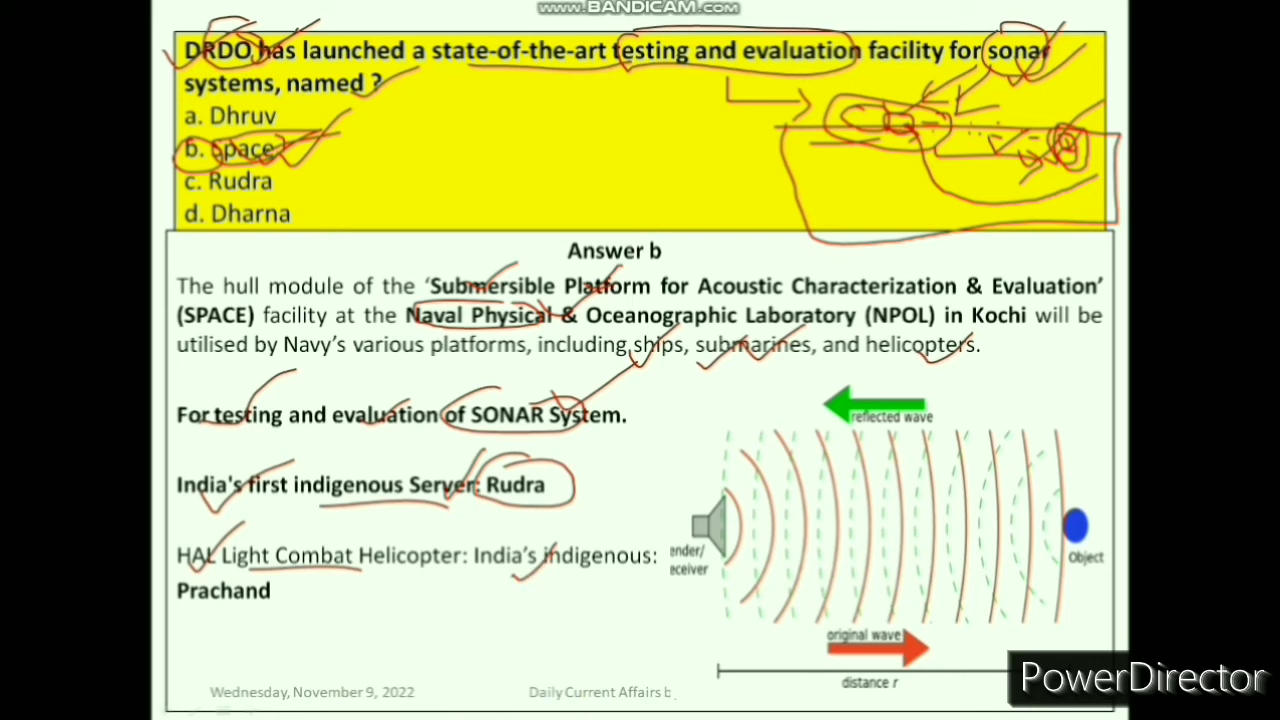 WWW.BANDICAM.COM
DRDO has launched a state-of-the-art testing and evaluation facility for sonar
systems, named ?
a. Dhruv
b. Space
c. Rudra
d. Dharna
Answer b
The hull module of the ‘Submersible Platform for Acoustic Characterization & Evaluation’
(SPACE) facility at the Naval Physical & Oceanographic Laboratory (NPOL) in Kochi will be
utilised by Navy’s various platforms, including ships, submarines, and helicopters.
For testing and evaluation of SONAR System.
India's first indigenous Server: Rudra
HAL Light Combat Helicopter: India’s indigenous:
Prachand
reflected wave
ender/
eceiver
Object
original wave
distance r
Wednesday, November 9, 2022
Daily Current Affairs b
PowerDirector